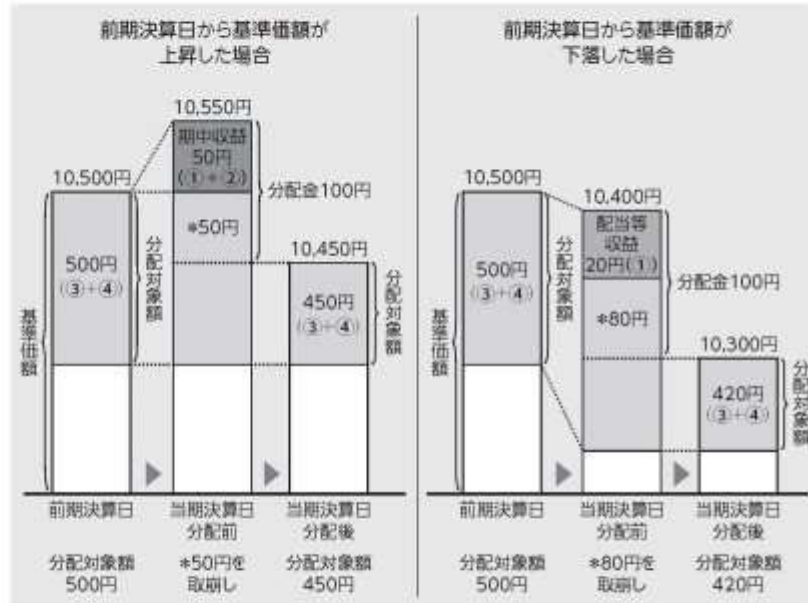 前期決算日から基準価額が
上昇した場合
10,550円
期中収益
50円
(①+②)
10,500円
分配金100円
*50円
10,450円
500円
(③+④)
分配対象額
450円
(③+④)
分配対象額
基準価額
前期決算日
当期決算日
分配前
当期決算日
分配後
分配対象額
500円
*50円を
取崩し
分配対象額
450円
前期決算日から基準価額が
下落した場合
10,500円
10,400円
配当等
収益
20円(①)
分配金100円
500円
(③+④)
分配対象額
*80円
10,300円
420円
(③+④)
分配対象額
基準価額
前期決算日
当期決算日
分配前
当期決算日
分配後
分配対象額
500円
*80円を
取崩し
分配対象額
420円